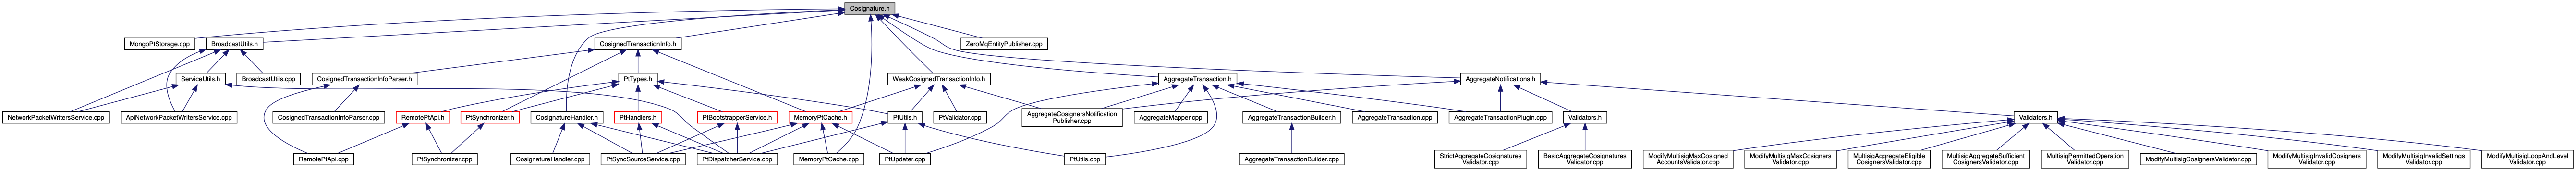 Cosignature.h
MongoPtStorage.cpp
BroadcastUtils.h
CosignedTransactionInfo.h
ZeroMqEntityPublisher.cpp
ServiceUtils.h
BroadcastUtils.cpp
CosignedTransactionInfoParser.h
PtTypes.h
WeakCosignedTransactionInfo.h
AggregateTransaction.h
AggregateNotifications.h
NetworkPacketWritersService.cpp
ApiNetworkPacketWritersService.cpp
CosignedTransactionInfoParser.cpp
RemotePtApi.h
PtSynchronizer.h
CosignatureHandler.h
PtHandlers.h
PtBootstrapperService.h
MemoryPtCache.h
PtUtils.h
PtValidator.cpp
AggregateCosignersNotification
Publisher.cpp
AggregateMapper.cpp
AggregateTransactionBuilder.h
AggregateTransaction.cpp
AggregateTransactionPlugin.cpp
Validators.h
Validators.h
RemotePtApi.cpp
PtSynchronizer.cpp
CosignatureHandler.cpp
PtSyncSourceService.cpp
PtDispatcherService.cpp
MemoryPtCache.cpp
PtUpdater.cpp
PtUtils.cpp
AggregateTransactionBuilder.cpp
StrictAggregateCosignatures
Validator.cpp
BasicAggregateCosignatures
Validator.cpp
ModifyMultisigMaxCosigned
AccountsValidator.cpp
ModifyMultisigMaxCosigners
Validator.cpp
MultisigAggregateEligible
CosignersValidator.cpp
MultisigAggregateSufficient
CosignersValidator.cpp
MultisigPermittedOperation
Validator.cpp
ModifyMultisigCosignersValidator.cpp
ModifyMultisigInvalidCosigners
Validator.cpp
ModifyMultisigInvalidSettings
Validator.cpp
ModifyMultisigLoopAndLevel
Validator.cpp